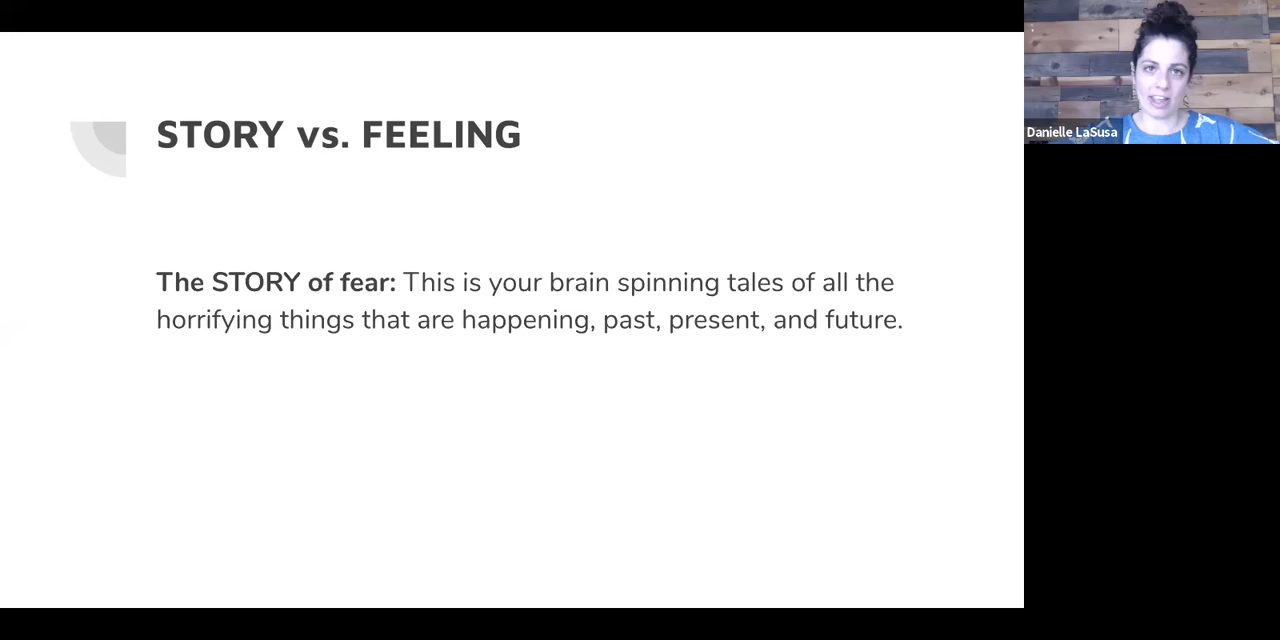 STORY vs. FEELING
The STORY of fear: This is your brain spinning tales of all the
horrifying things that are happening, past, present, and future.
Danielle LaSusa